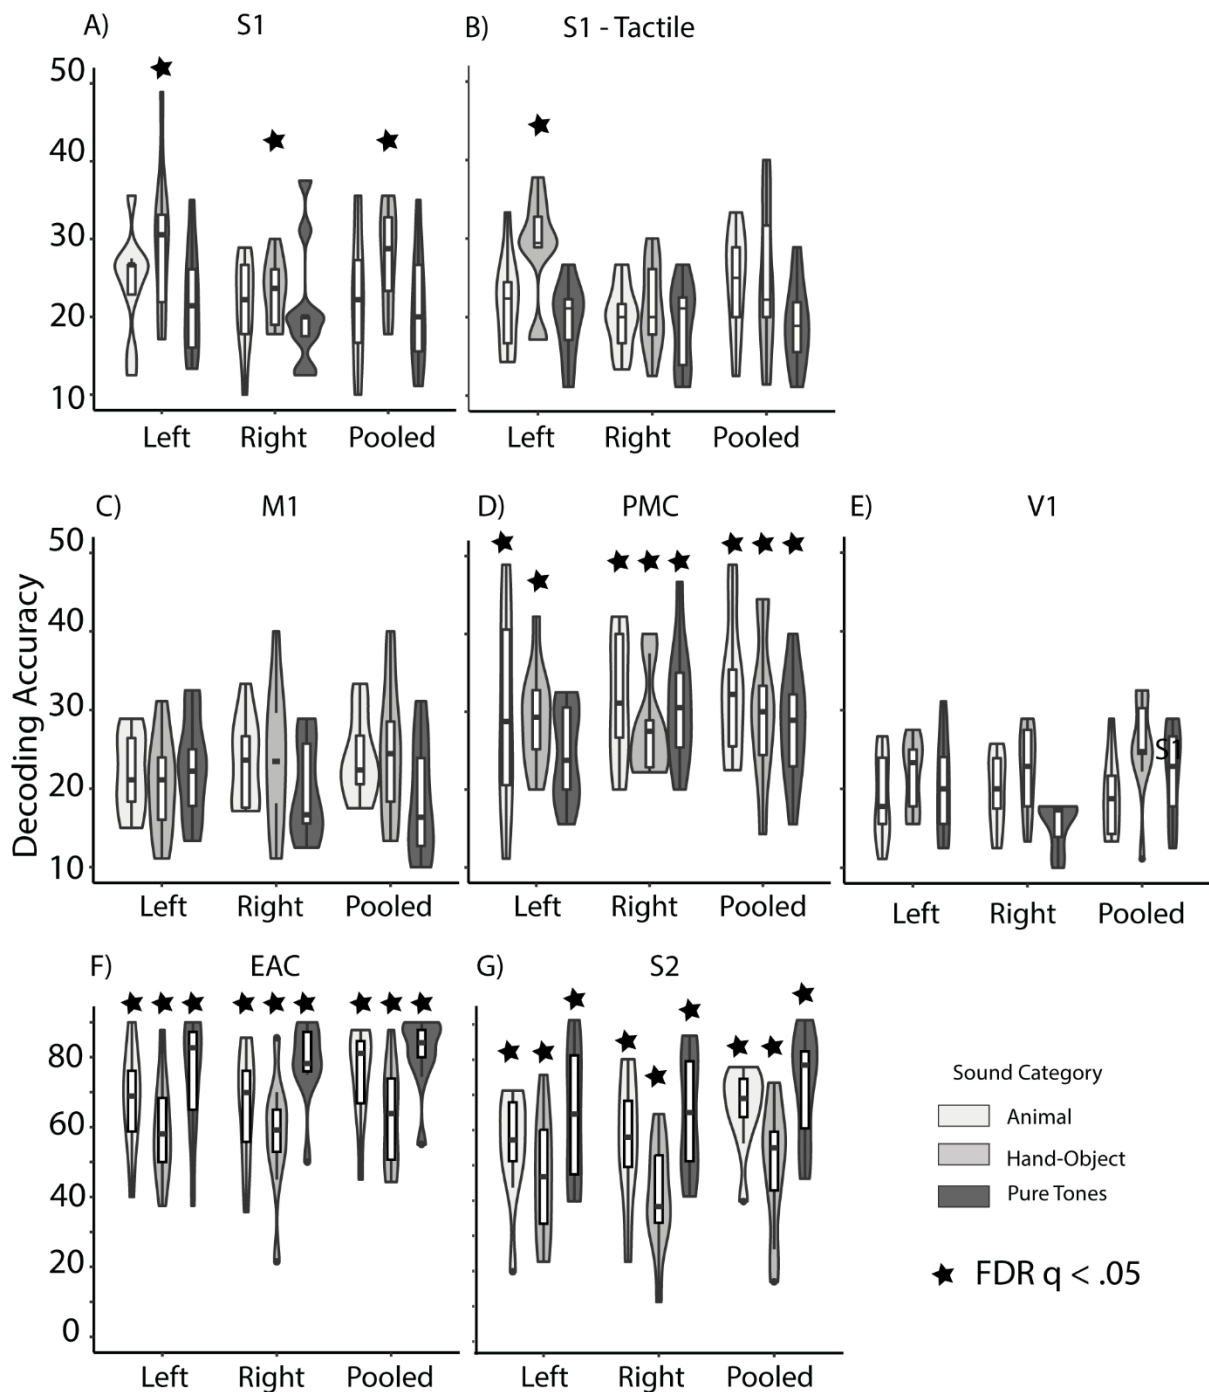 A) S1
B) S1 - Tactile
50
40
30
20
10
Left Right Pooled
Left Right Pooled
C) M1
D) PMC
E) V1
Decoding Accuracy
50
40
30
20
10
S1
Left Right Pooled
Left Right Pooled
Left Right Pooled
F) EAC
G) S2
80
60
40
20
0
Left Right Pooled
Left Right Pooled
Sound Category
Animal
Hand-Object
Pure Tones
FDR q < .05